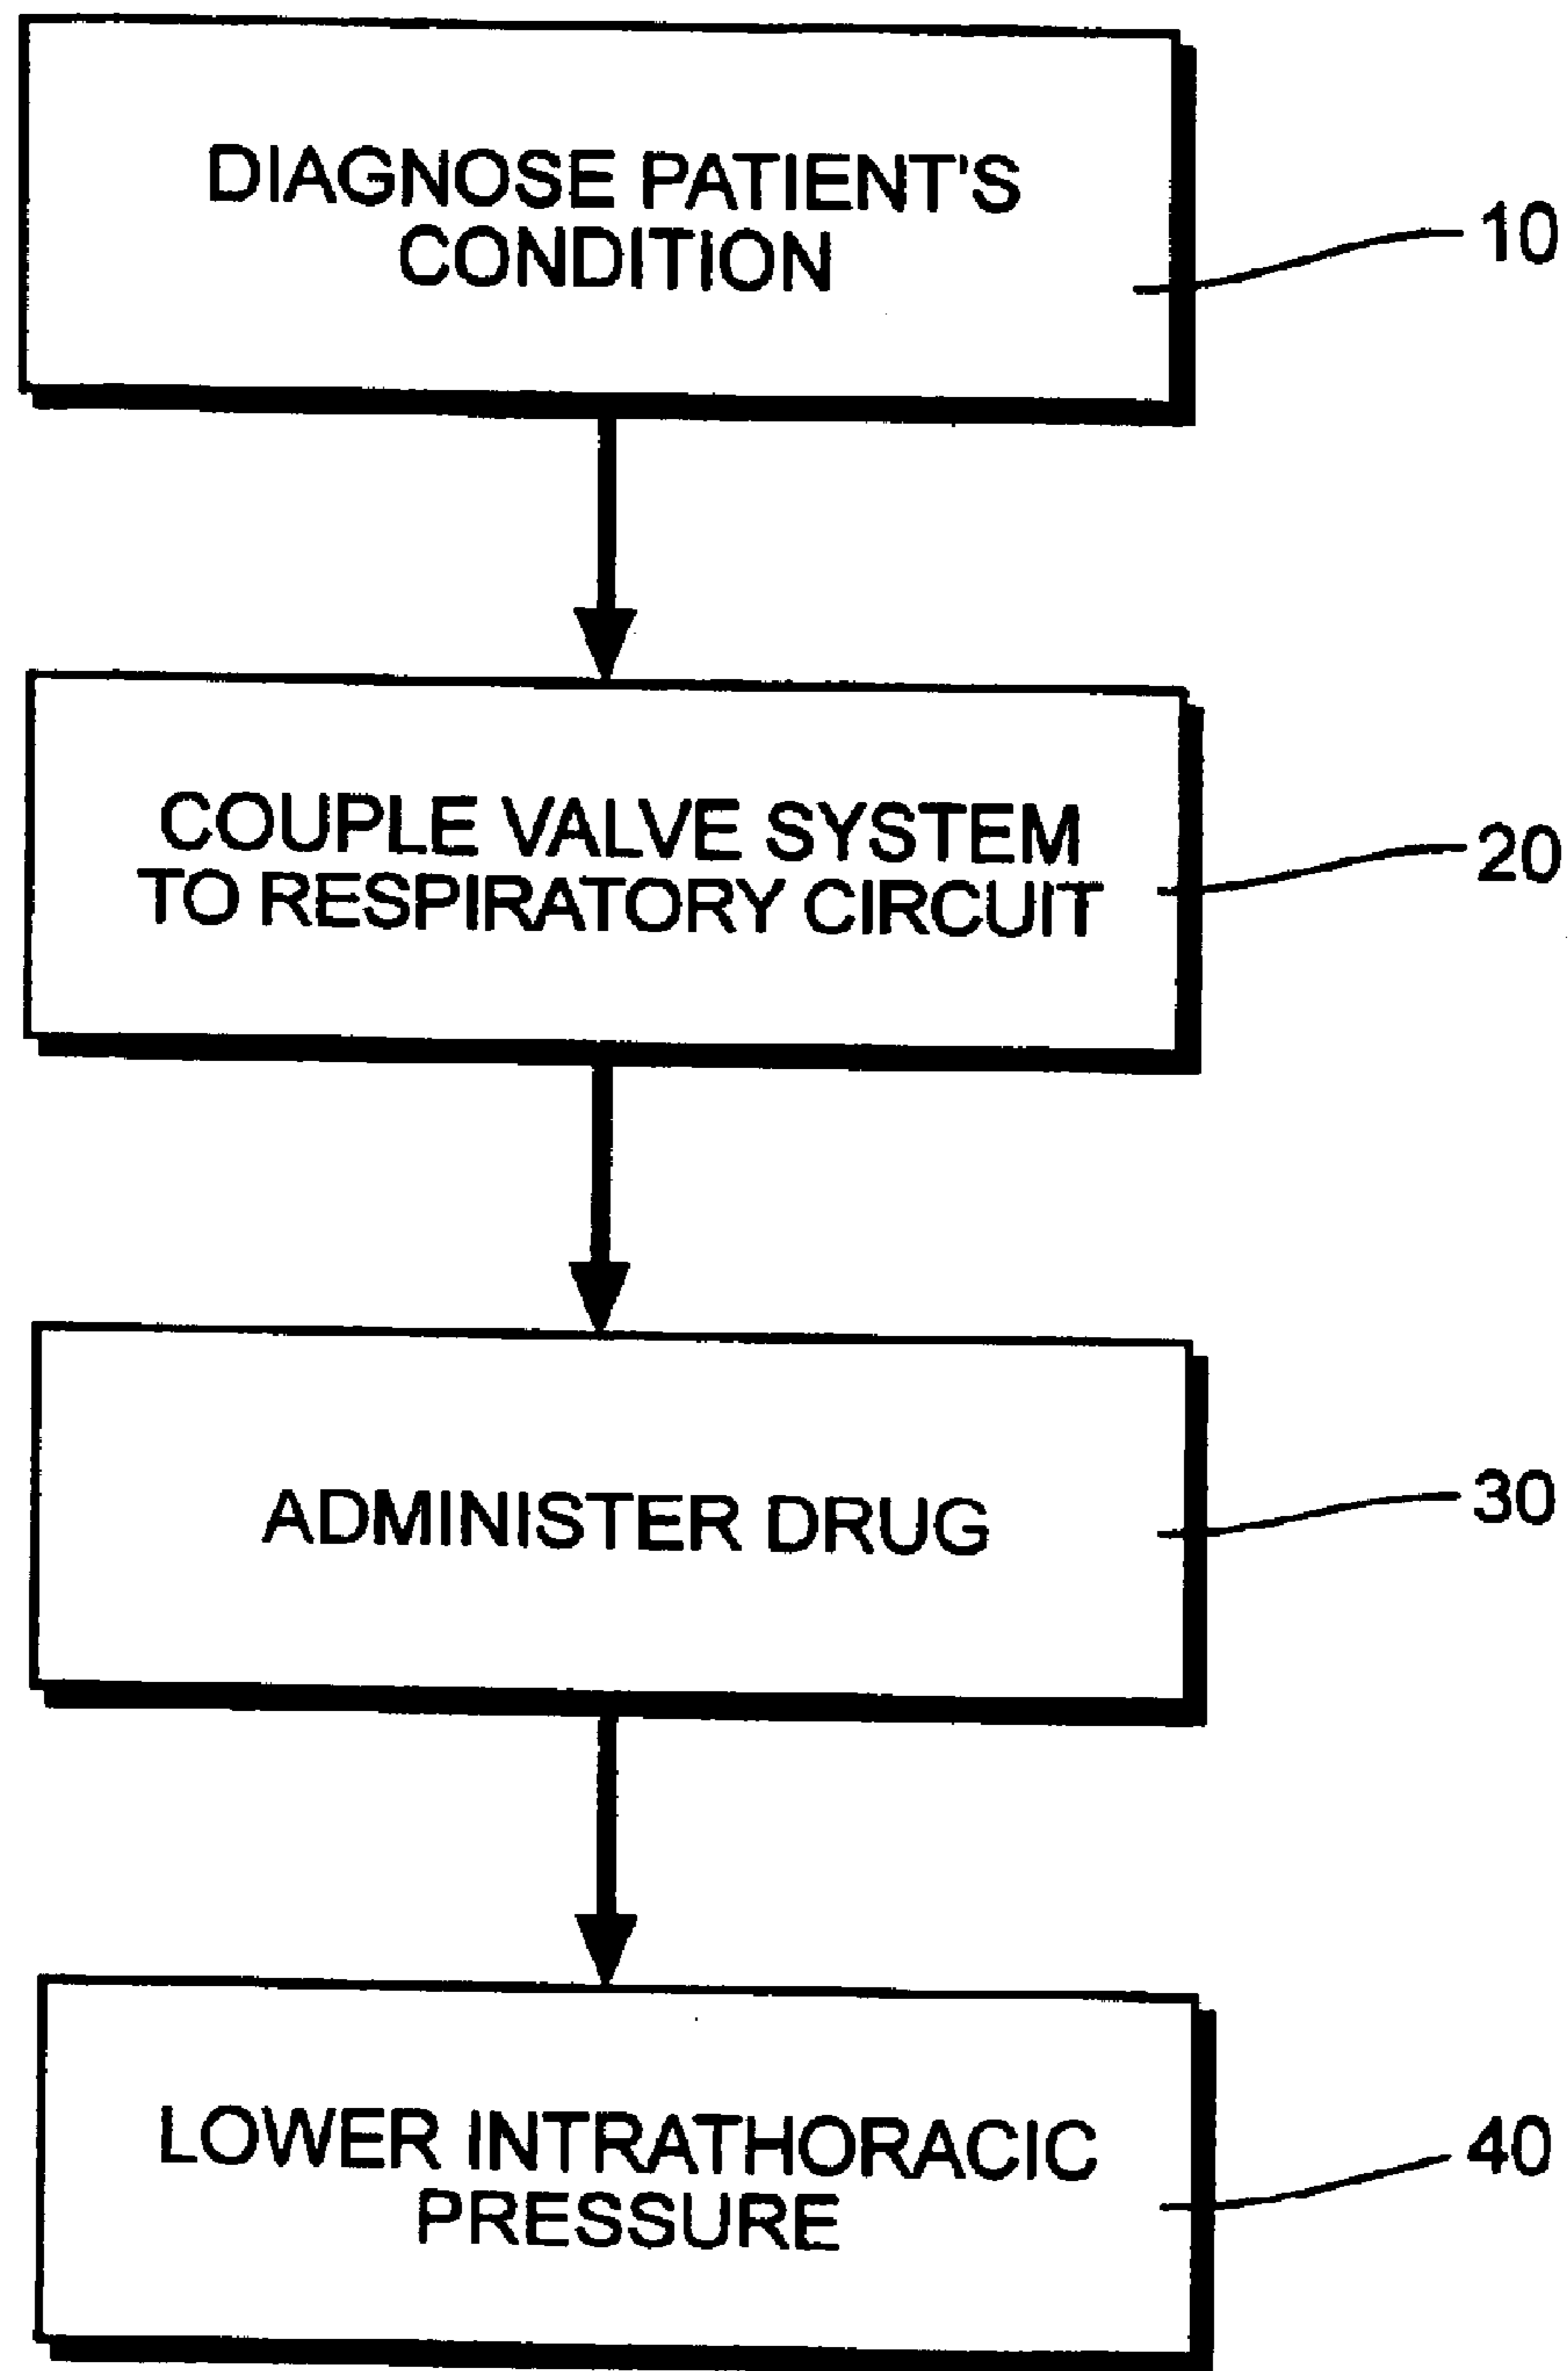 DIAGNOSE PATIENT'S
CONDITION
10
COUPLE VALVE SYSTEM
TO RESPIRATORY CIRCUIT
20
ADMINISTER DRUG
30
LOWER INTRATHORACIC
PRESSURE
40